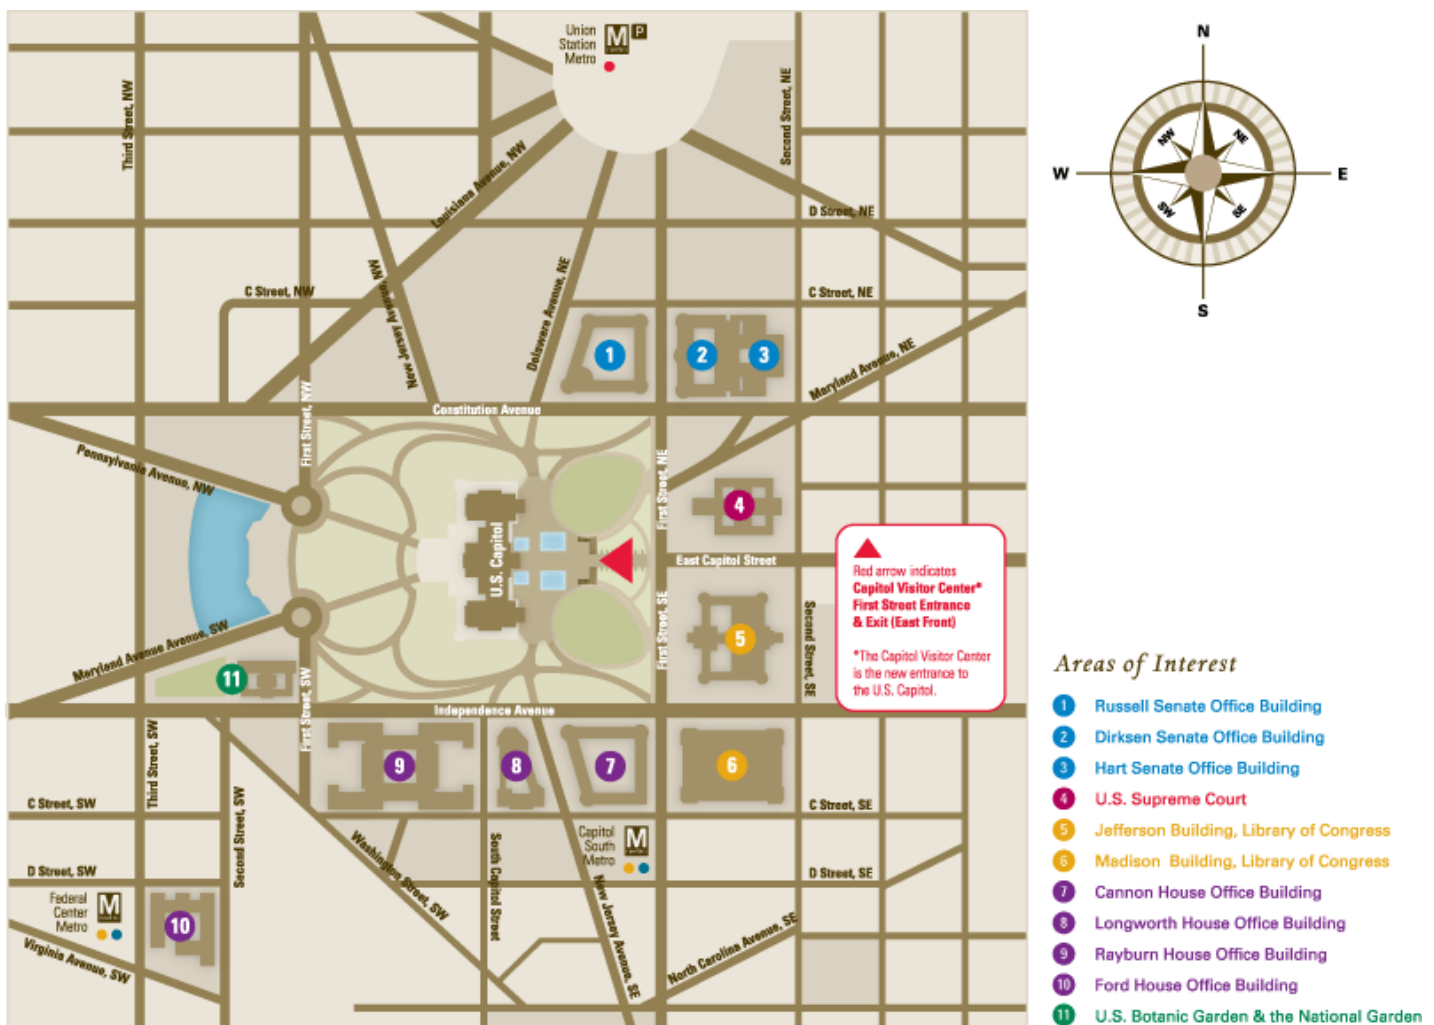 Union
Station
Metro
M
P
N
NW
NE
W
E
SW
SE
S
Third Street, NW
Second Street, NE
Louisiana Avenue, NW
D Street, NE
New Jersey Avenue, NW
Delaware Avenue, NE
C Street, NW
C Street, NE
1
2
3
Maryland Avenue, NE
First Street, NW
Constitution Avenue
Pennsylvania Avenue, NW
First Street, NE
4
U.S. Capitol
East Capitol Street
Red arrow indicates
Capitol Visitor Center*
First Street Entrance
& Exit (East Front)
*The Capitol Visitor Center
is the new entrance to
the U.S. Capitol.
First Street, SE
Second Street, SE
5
Maryland Avenue Avenue, SW
11
First Street, SW
Independence Avenue
9
8
7
6
Third Street, SW
Second Street, SW
C Street, SW
C Street, SE
Washington Street, SW
South Capitol Street
Capitol
South
Metro
M
New Jersey Avenue, SE
D Street, SW
D Street, SE
Federal
Center
Metro
M
10
Virginia Avenue, SW
North Carolina Avenue, SE
Areas of Interest
1 Russell Senate Office Building
2 Dirksen Senate Office Building
3 Hart Senate Office Building
4 U.S. Supreme Court
5 Jefferson Building, Library of Congress
6 Madison Building, Library of Congress
7 Cannon House Office Building
8 Longworth House Office Building
9 Rayburn House Office Building
10 Ford House Office Building
11 U.S. Botanic Garden & the National Garden